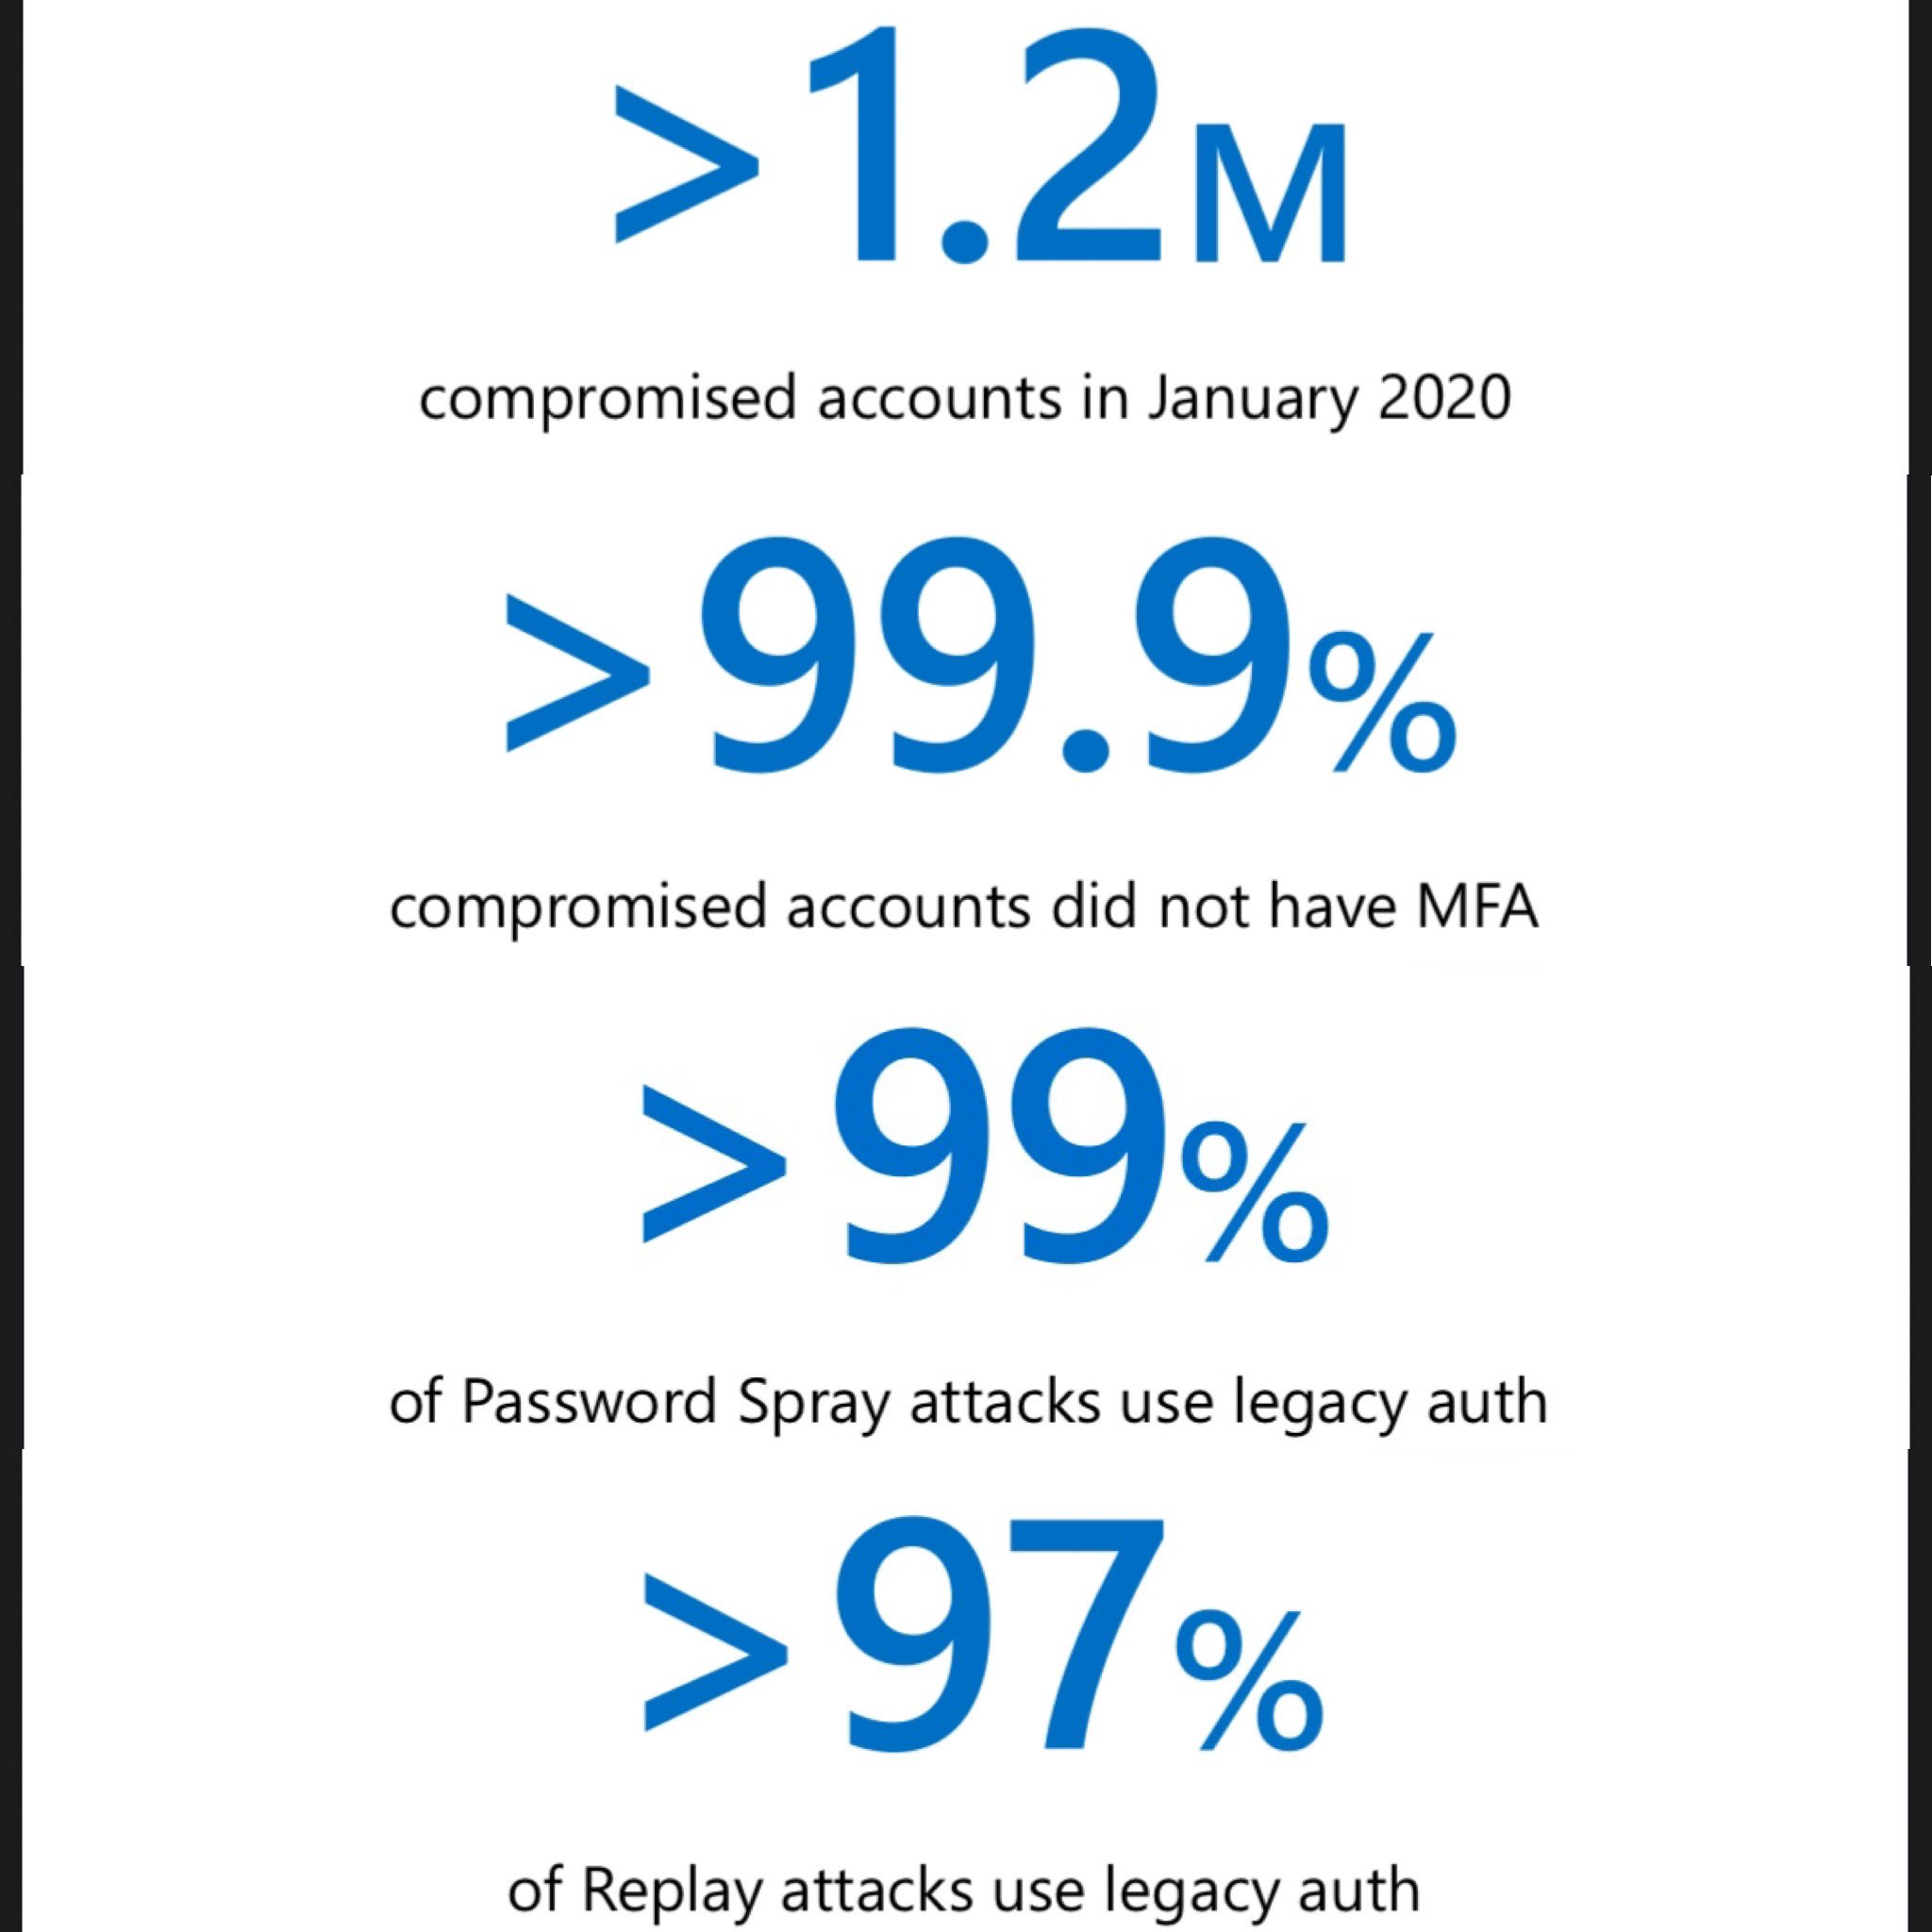 >1.2M
compromised accounts in January 2020
>99.9%
compromised accounts did not have MFA
>99%
of Password Spray attacks use legacy auth
>97%
of Replay attacks use legacy auth